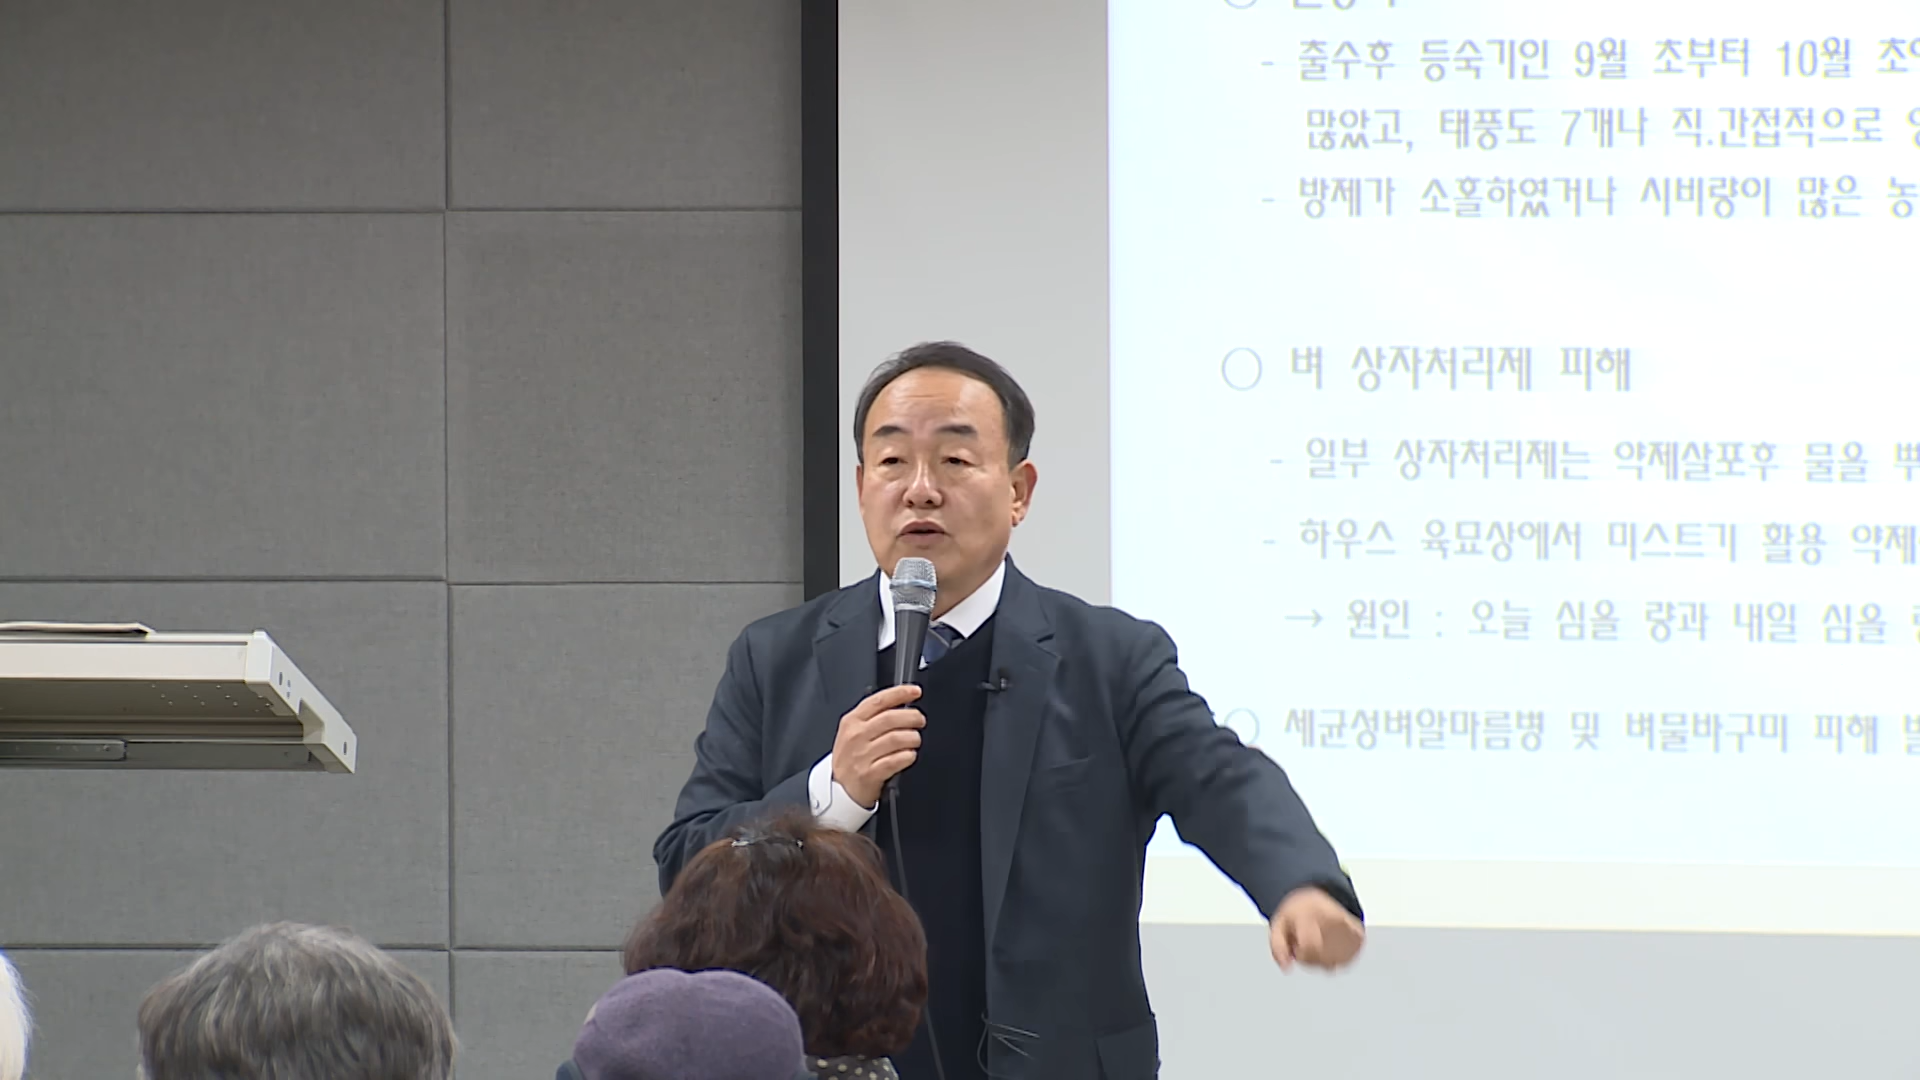 - 출수후 등숙기인 9월 초부터 10월
많았고, 태풍도 7개나 직.간접적으로
- 방제가 소홀하였거나 시비량이 많은
○ 벼 상자처리제 피해
- 일부 상자처리제는 약제살포후 물을
- 하우스 육묘상에서 미스트기 활용
→ 원인 : 오늘 심을 량과 내일 심을
○ 세균성벼알마름병 및 벼물바구미 피해